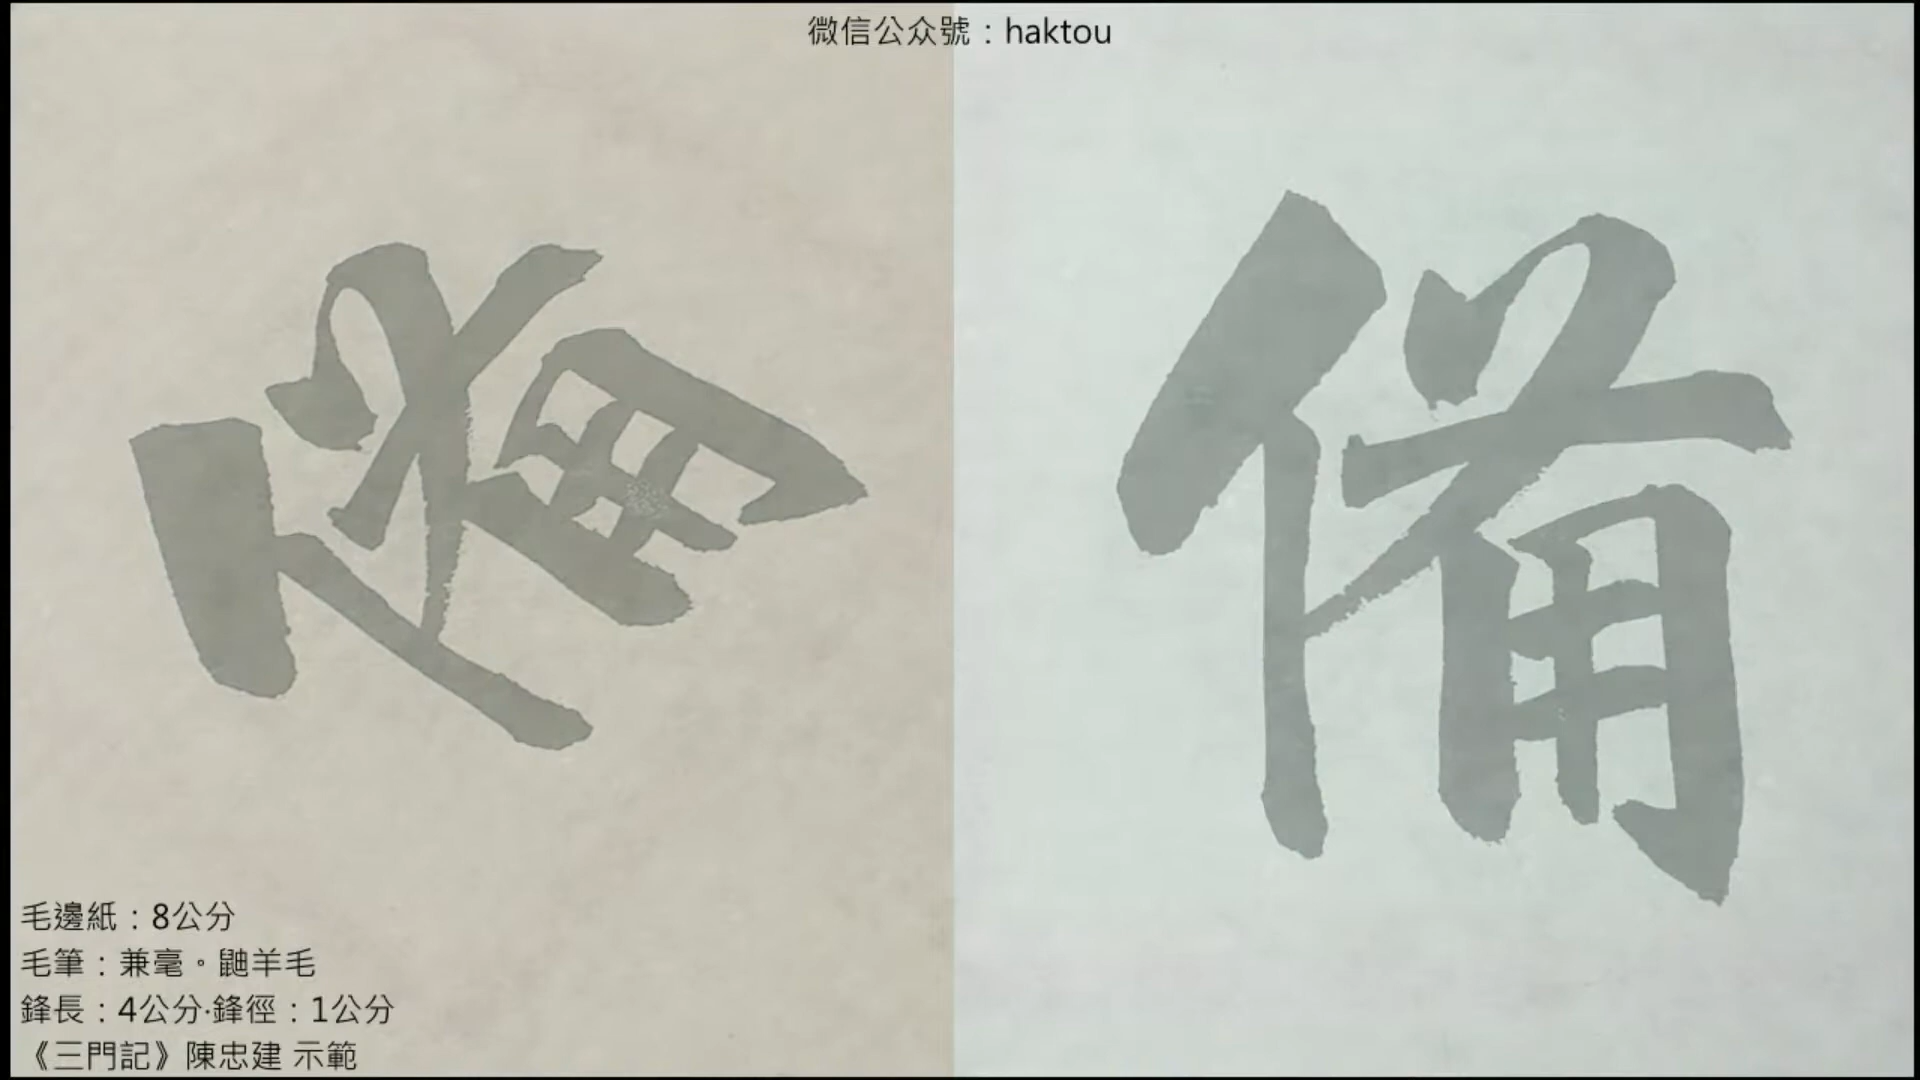 微信公众號：haktou
備
備
毛邊紙：8公分
毛筆：兼毫。鼬羊毛
鋒長：4公分·鋒徑：1公分
《三門記》陳忠建 示範